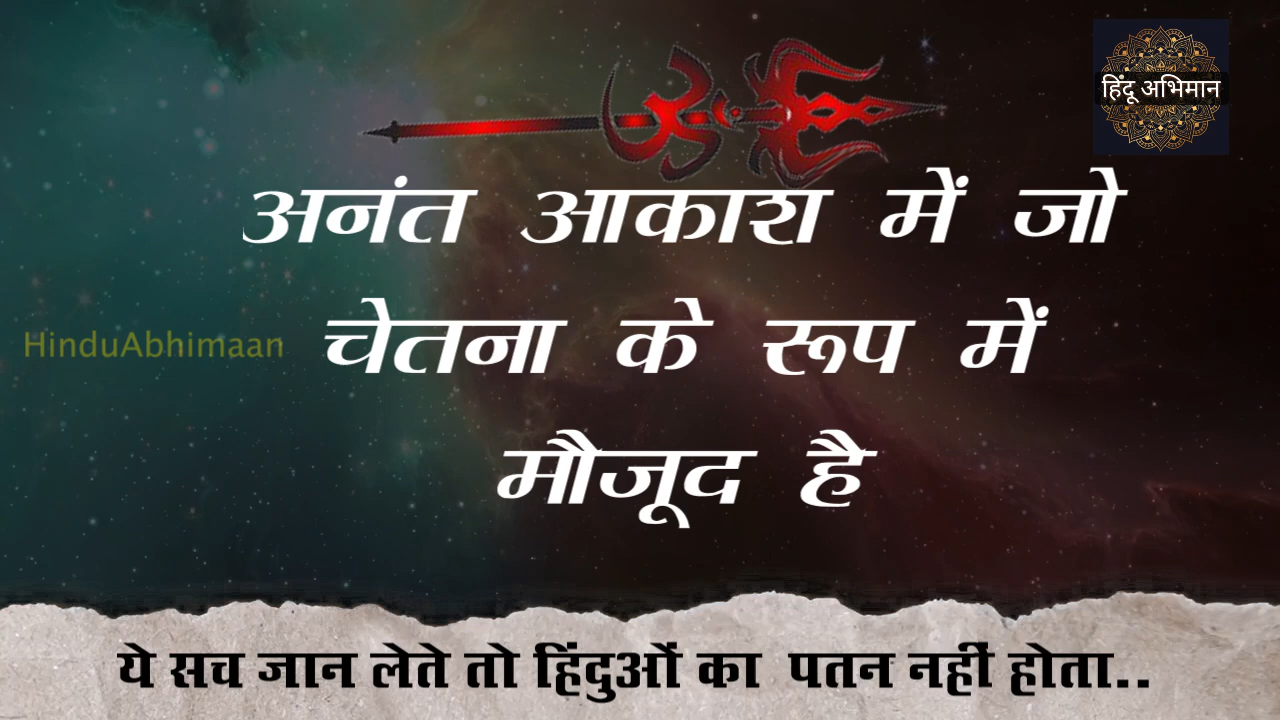 हिंदू अभिमान
अनंत आकाश में जो
चेतना के रूप में
HinduAbhimaan
मौजूद है
ये सच जान लेते तो हिंदुओं का पतन नहीं होता..